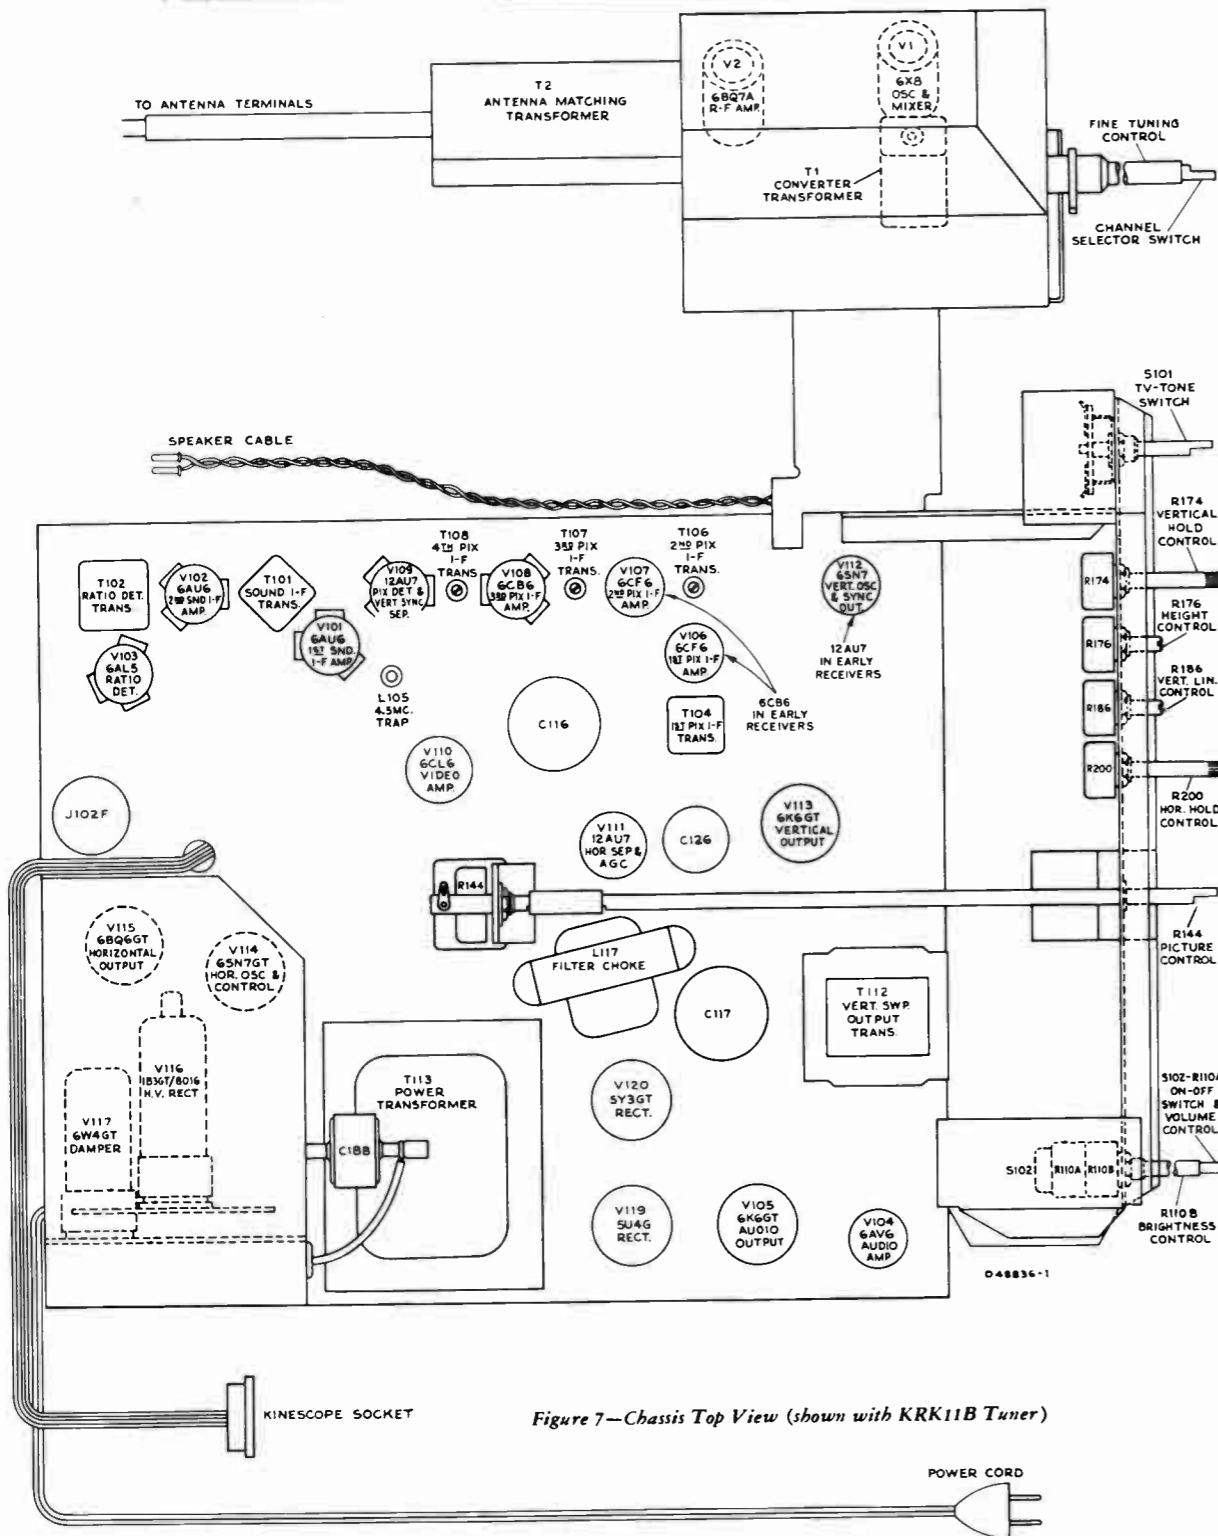 V2
6BQ7A
R-F AMP.
V1
6X8
OSC &
MIXER
T2
ANTENNA MATCHING
TRANSFORMER
TO ANTENNA TERMINALS
FINE TUNING
CONTROL
T1
CONVERTER
TRANSFORMER
CHANNEL
SELECTOR SWITCH
S101
TV-TONE
SWITCH
SPEAKER CABLE
R174
VERTICAL
HOLD
CONTROL
T108
4TH PIX
I-F
TRANS
T107
3RD PIX
I-F
TRANS.
T106
2ND PIX
I-F
TRANS.
T102
RATIO DET.
TRANS
V102
6AU6
2ND SND I-F
AMP.
T101
SOUND I-F
TRANS.
V109
12AU7
PIX DET &
VERT SYNC
SEP.
V108
6CB6
3RD PIX I-F
AMP.
V107
6CF6
2ND PIX I-F
AMP.
V112
6SN7
VERT. OSC
& SYNC
OUT.
R174
R176
HEIGHT
CONTROL
V101
6AU6
1ST SND.
I-F AMP
V103
6AL5
RATIO
DET.
V106
6CF6
1ST PIX I-F
AMP
12AU7
IN EARLY
RECEIVERS
R176
R186
VERT. LIN.
CONTROL
L105
4.5MC.
TRAP
6CB6
IN EARLY
RECEIVERS
C116
T104
1ST PIX I-F
TRANS.
R186
V110
6CL6
VIDEO
AMP.
R200
R200
HOR. HOLD
CONTROL
J102F
V111
12AU7
HOR SEP &
AGC
C126
V113
6K6GT
VERTICAL
OUTPUT
R144
R144
PICTURE
CONTROL
V115
6BQ6GT
HORIZONTAL
OUTPUT
V114
6SN7GT
HOR. OSC &
CONTROL
L117
FILTER CHOKE
T112
VERT. SWP.
OUTPUT
TRANS.
C117
V116
1B3GT/8016
H.V. RECT
T113
POWER
TRANSFORMER
V120
5Y3GT
RECT.
S102-R110A
ON-OFF
SWITCH &
VOLUME
CONTROL
V117
6W4GT
DAMPER
C188
S102
R110A
R110B
V119
5U4G
RECT.
V105
6K6GT
AUDIO
OUTPUT
V104
6AV6
AUDIO
AMP
R110B
BRIGHTNESS
CONTROL
D48836-1
KINESCOPE SOCKET
Figure 7—Chassis Top View (shown with KRK11B Tuner)
POWER CORD